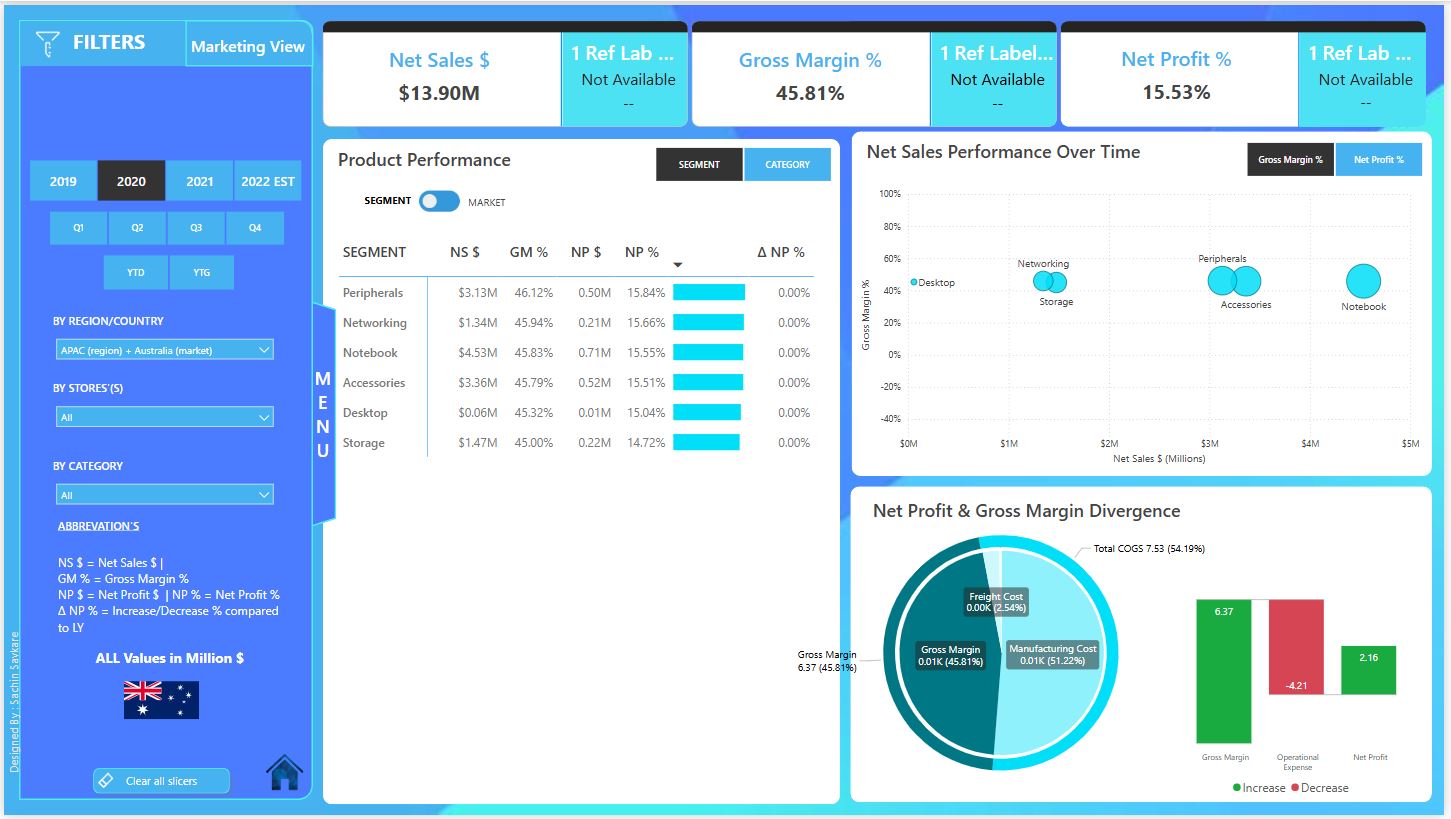 FILTERS
Marketing View
2019 2020 2021 2022 EST
Q1 Q2 Q3 Q4
YTD YTG
BY REGION/COUNTRY
APAC (region) + Australia (market)
BY STORES'(S)
All
BY CATEGORY
All
ABBREVATION'S
NS $ = Net Sales $ |
GM % = Gross Margin %
NP $ = Net Profit $ | NP % = Net Profit %
Δ NP % = Increase/Decrease % compared
to LY
ALL Values in Million $
Clear all slicers
Designed By : Sachin Savkare
M
E
N
U
Net Sales $
$13.90M
1 Ref Lab ...
Not Available
--
Gross Margin %
45.81%
1 Ref Label...
Not Available
--
Net Profit %
15.53%
1 Ref Lab ...
Not Available
--
Product Performance
SEGMENT CATEGORY
SEGMENT MARKET
SEGMENT NS $ GM % NP $ NP % Δ NP %
Peripherals $3.13M 46.12% 0.50M 15.84% 0.00%
Networking $1.34M 45.94% 0.21M 15.66% 0.00%
Notebook $4.53M 45.83% 0.71M 15.55% 0.00%
Accessories $3.36M 45.79% 0.52M 15.51% 0.00%
Desktop $0.06M 45.32% 0.01M 15.04% 0.00%
Storage $1.47M 45.00% 0.22M 14.72% 0.00%
Net Sales Performance Over Time
Gross Margin % Net Profit %
Gross Margin %
100%
80%
60%
40%
20%
0%
-20%
-40%
Desktop
Networking
Storage
Peripherals
Accessories
Notebook
$0M $1M $2M $3M $4M $5M
Net Sales $ (Millions)
Net Profit & Gross Margin Divergence
Total COGS 7.53 (54.19%)
Freight Cost
0.00K (2.54%)
Gross Margin
0.01K (45.81%)
Manufacturing Cost
0.01K (51.22%)
Gross Margin
6.37 (45.81%)
6.37
-4.21
2.16
Gross Margin
Operational
Expense
Net Profit
Increase Decrease